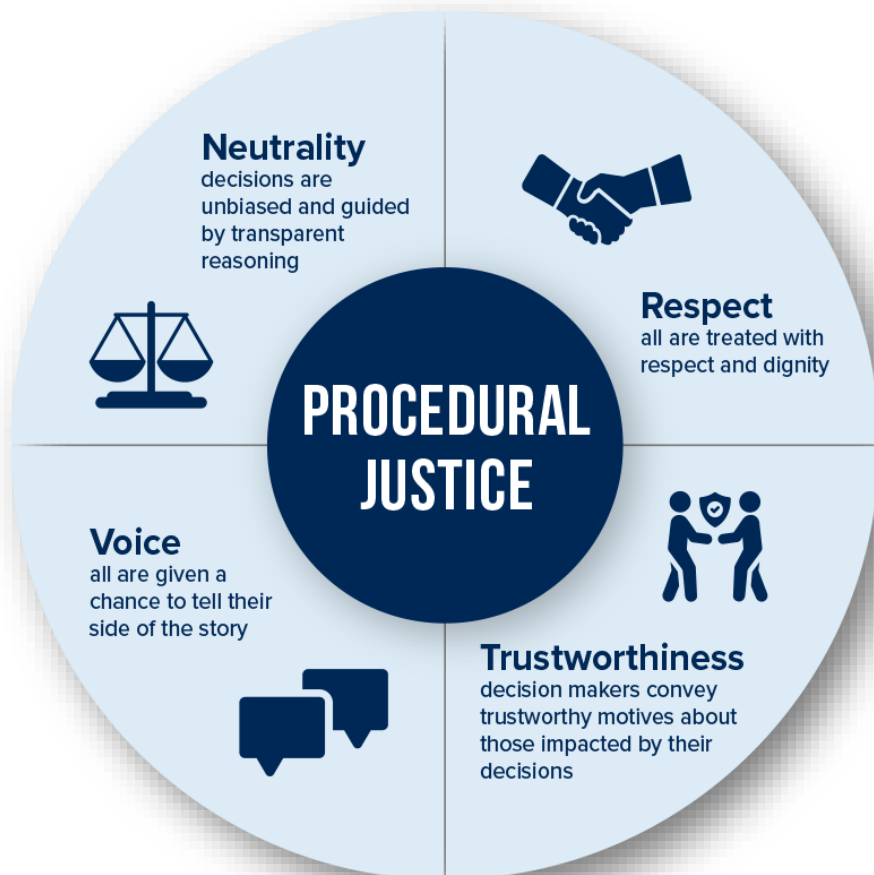 Neutrality
decisions are
unbiased and guided
by transparent
reasoning
Respect
all are treated with
respect and dignity
PROCEDURAL
JUSTICE
Voice
all are given a
chance to tell their
side of the story
Trustworthiness
decision makers convey
trustworthy motives about
those impacted by their
decisions